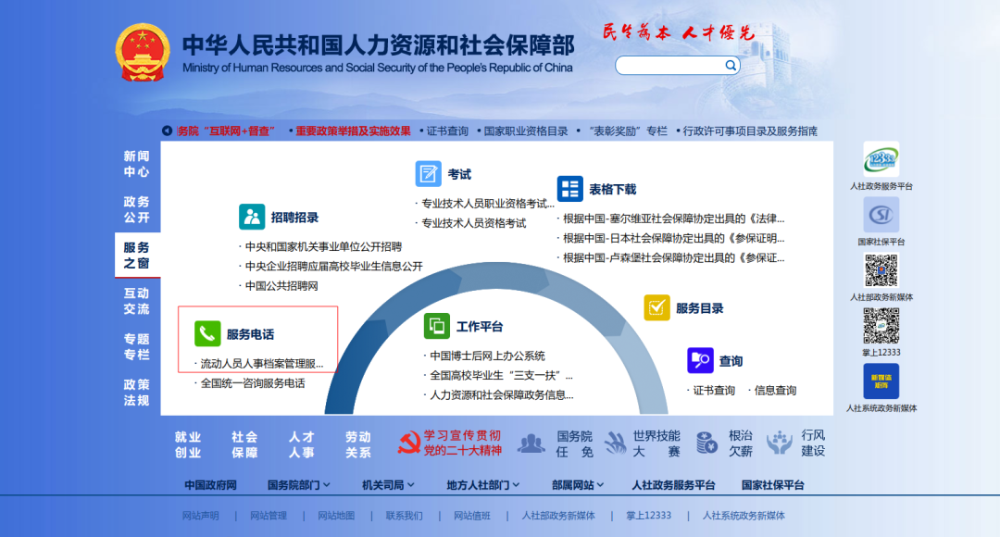 中华人民共和国人力资源和社会保障部
Ministry of Human Resources and Social Security of the People's Republic of China
民生为本 人才優先
务院“互联网+督查” •重要政策举措及实施效果 •证书查询 •国家职业资格目录 •“表彰奖励”专栏 •行政许可事项目录及服务指南
新闻
中心
政务
公开
服务
之窗
互动
交流
专题
专栏
政策
法规
招聘招录
·中央和国家机关事业单位公开招聘
·中央企业招聘应届高校毕业生信息公开
·中国公共招聘网
考试
·专业技术人员职业资格考试...
·专业技术人员资格考试
表格下载
·根据中国-塞尔维亚社会保障协定出具的《法律...
·根据中国-日本社会保障协定出具的《参保证明...
·根据中国-卢森堡社会保障协定出具的《参保证...
服务电话
·流动人员人事档案管理服...
·全国统一咨询服务电话
工作平台
·中国博士后网上办公系统
·全国高校毕业生“三支一扶”...
·人力资源和社会保障政务信息...
服务目录
查询
·证书查询 ·信息查询
12333
人社政务服务平台
国家社保平台
人社部政务新媒体
掌上12333
新媒体
矩阵
人社系统政务新媒体
就业
创业
社会
保障
人才
人事
劳动
关系
学习宣传贯彻
党的二十大精神
国务院
任 免
世界技能
大 赛
根治
欠薪
行风
建设
中国政府网 国务院部门 机关司局 地方人社部门 部属网站 人社政务服务平台 国家社保平台
网站声明 | 网站管理 | 网站地图 | 联系我们 | 网站值班 | 人社部政务新媒体 | 掌上12333 | 人社系统政务新媒体